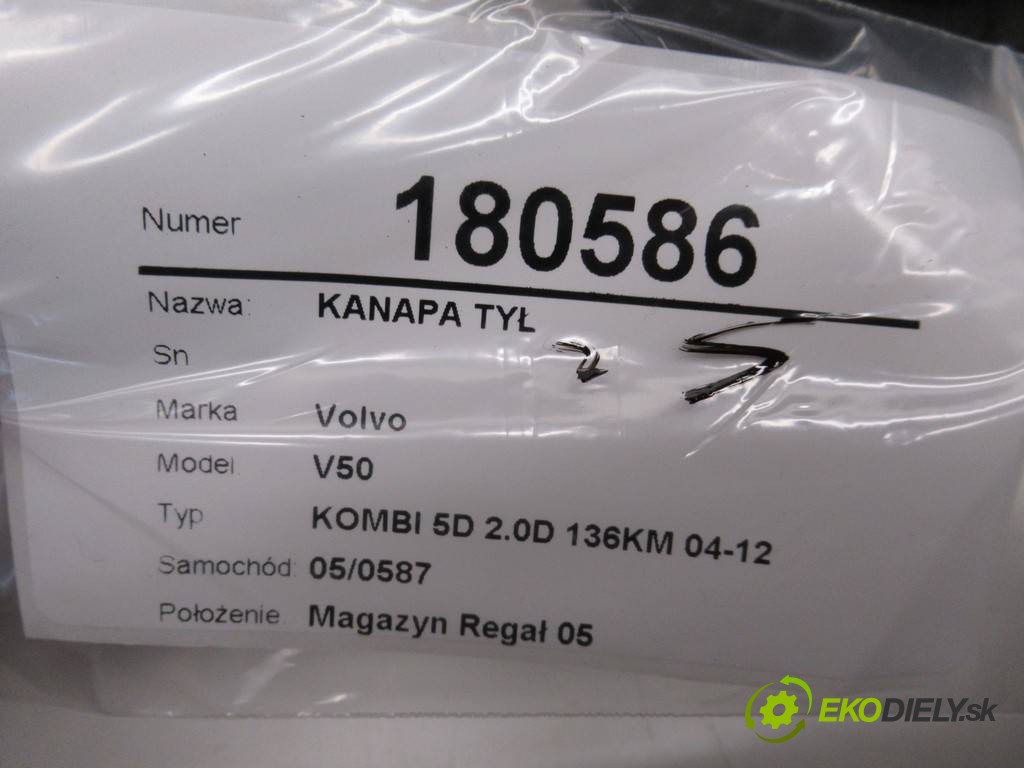 Numer 180586
Nazwa: KANAPA TYŁ
Sn
Marka Volvo
Model V50
Typ KOMBI 5D 2.0D 136KM 04-12
Samochód: 05/0587
Położenie Magazyn Regał 05
EKODIELY.sk